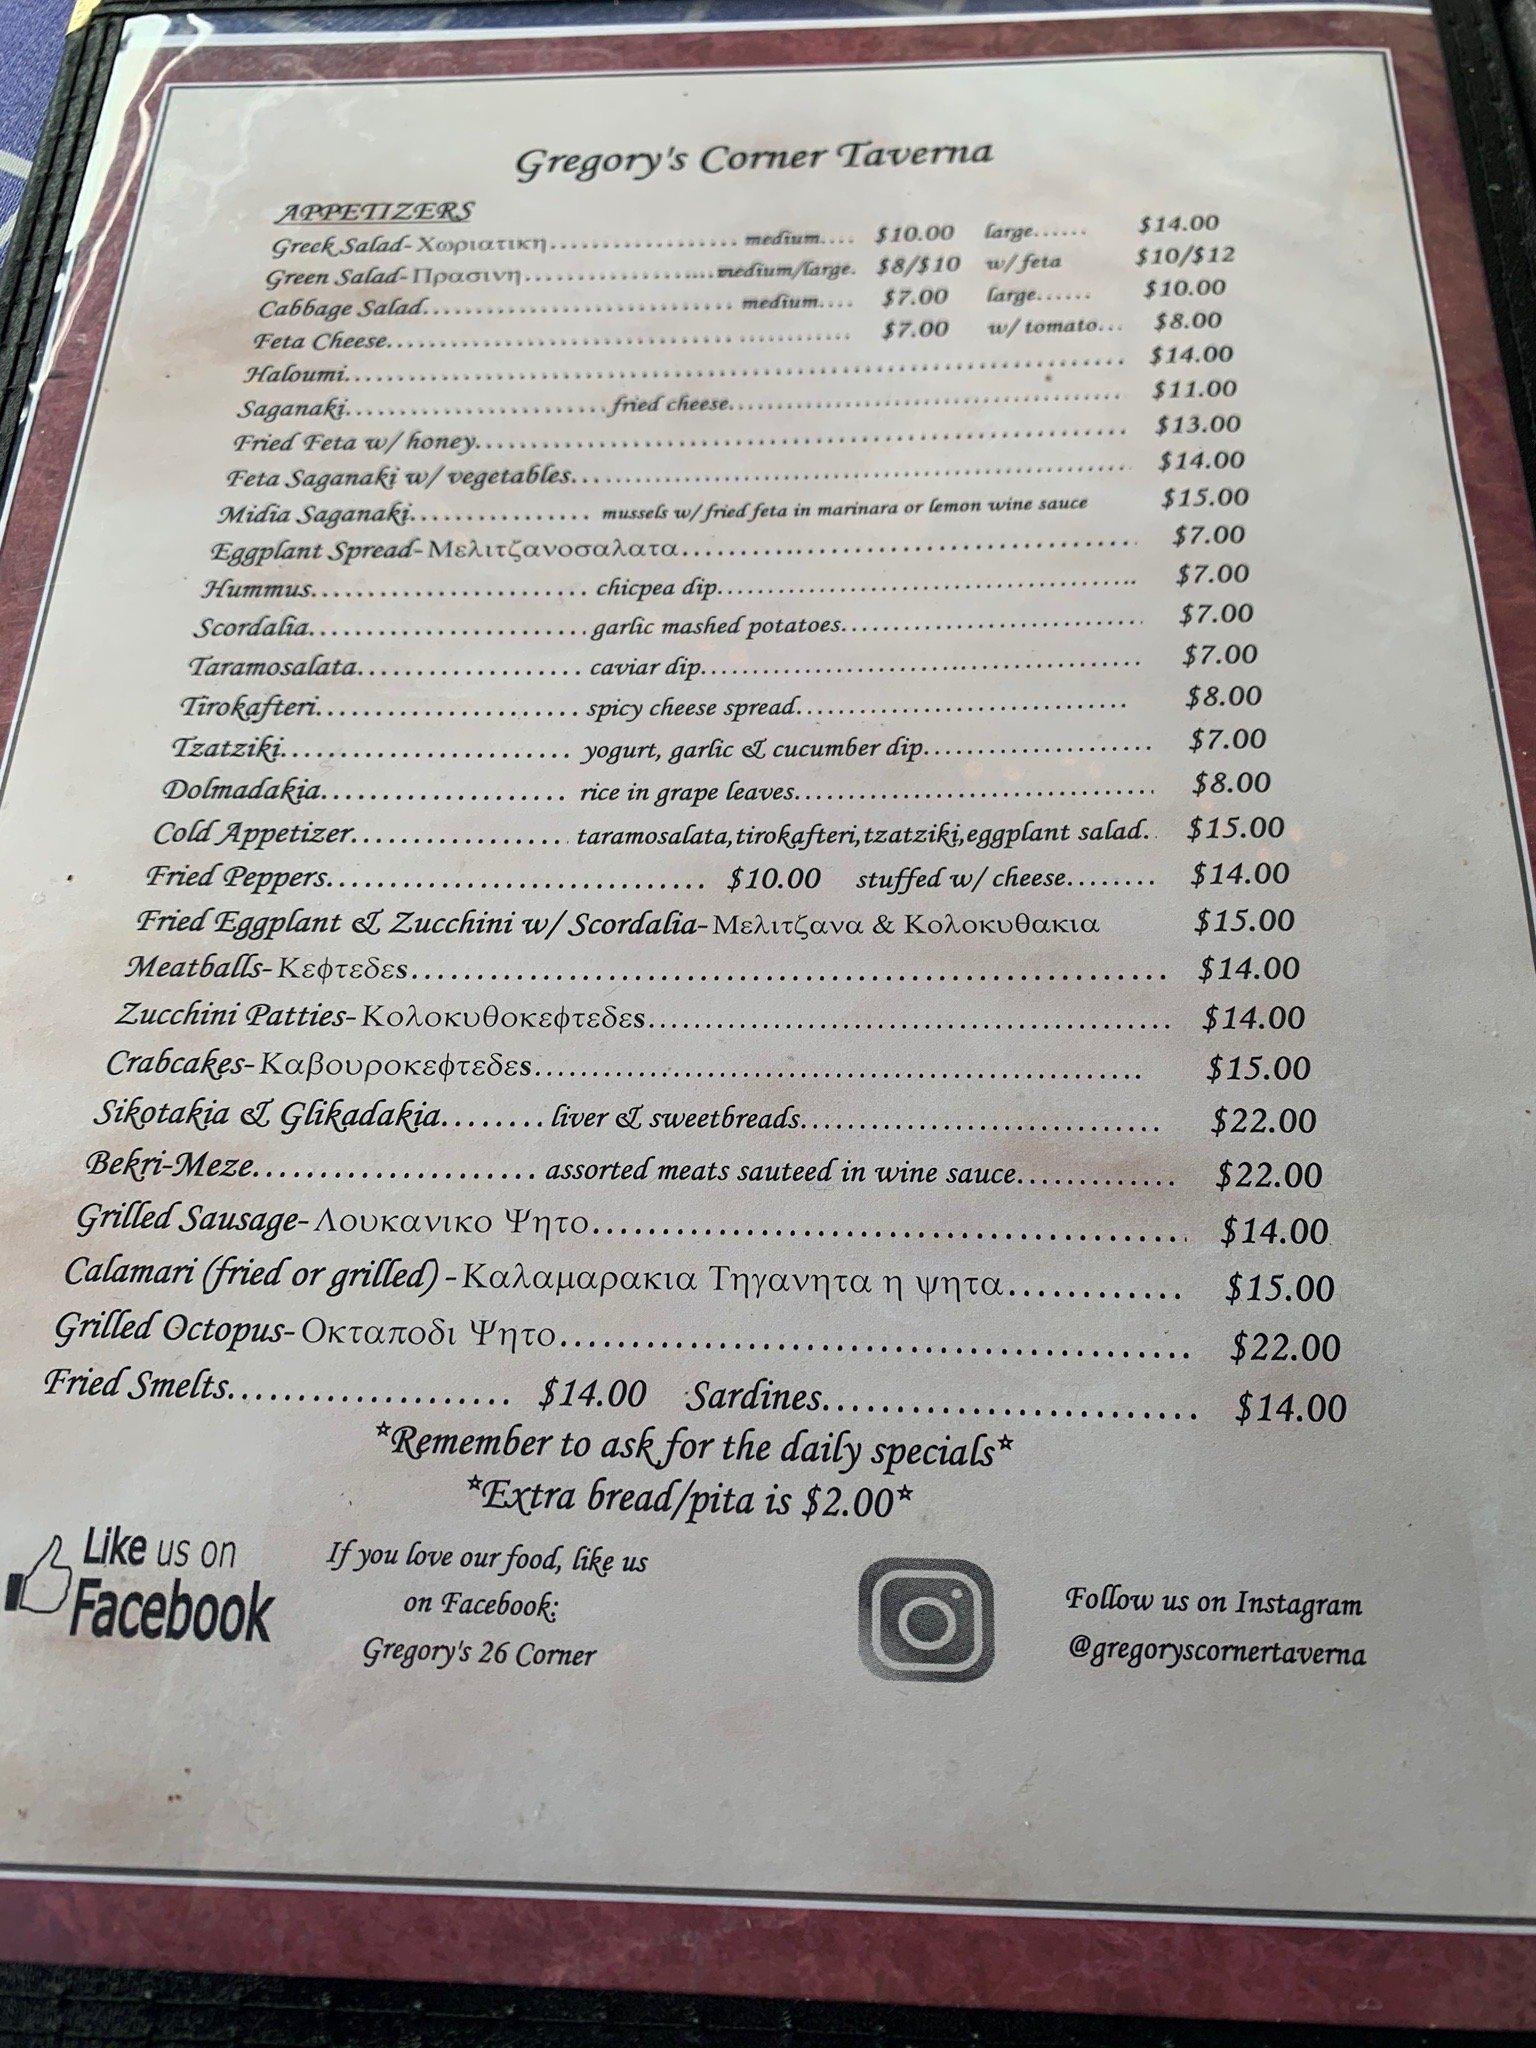 Gregory's Corner Taverna
APPETIZERS
Greek Salad-Χωριατικη.................. medium.... $10.00 large...... $14.00
Green Salad-Πρασινη.....................medium/large. $8/$10 w/feta $10/$12
Cabbage Salad.............................. medium.... $7.00 large...... $10.00
Feta Cheese............................................... $7.00 w/ tomato... $8.00
Haloumi................................................................................ $14.00
Saganaki..........................fried cheese....................................... $11.00
Fried Feta w/ honey................................................................. $13.00
Feta Saganaki w/ vegetables....................................................... $14.00
Midia Saganaki.................. mussels w/ fried feta in marinara or lemon wine sauce $15.00
Eggplant Spread-Μελιτζανοσαλατα.............................................. $7.00
Hummus........................... chicpea dip.......................................... $7.00
Scordalia...........................garlic mashed potatoes............................. $7.00
Taramosalata...................... caviar dip............................................ $7.00
Tirokafteri......................... spicy cheese spread................................. $8.00
Tzatziki............................ yogurt, garlic & cucumber dip...................... $7.00
Dolmadakia........................ rice in grape leaves.................................. $8.00
Cold Appetizer.................... taramosalata,tirokafteri,tzatziki,eggplant salad. $15.00
Fried Peppers................................. $10.00 stuffed w/ cheese........ $14.00
Fried Eggplant & Zucchini w/ Scordalia-Μελιτζανα & Κολοκυθακια $15.00
Meatballs-Κεφτεδεs................................................................ $14.00
Zucchini Patties-Κολοκυθοκεφτεδεs............................................. $14.00
Crabcakes-Καβουροκεφτεδεs..................................................... $15.00
Sikotakia & Glikadakia........liver & sweetbreads............................... $22.00
Bekri-Meze...................... assorted meats sauteed in wine sauce............. $22.00
Grilled Sausage-Λουκανικο Ψητο............................................... $14.00
Calamari (fried or grilled) -Καλαμαρακια Τηγανητα η ψητα............ $15.00
Grilled Octopus-Οκταποδι Ψητο................................................ $22.00
Fried Smelts..................... $14.00 Sardines............................ $14.00
*Remember to ask for the daily specials*
*Extra bread/pita is $2.00*
Like us on
Facebook
If you love our food, like us
on Facebook:
Gregory's 26 Corner
Follow us on Instagram
@gregoryscornertaverna